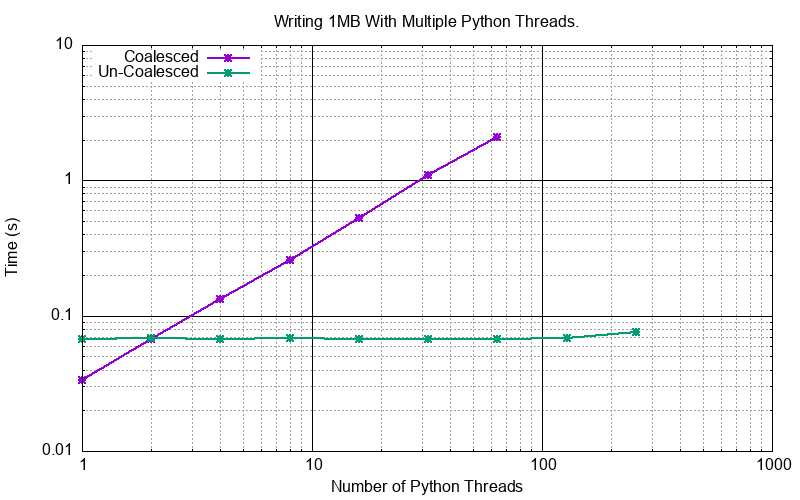 Writing 1MB With Multiple Python Threads.
10
Coalesced
Un-Coalesced
1
Time (s)
0.1
0.01
1 10 100 1000
Number of Python Threads